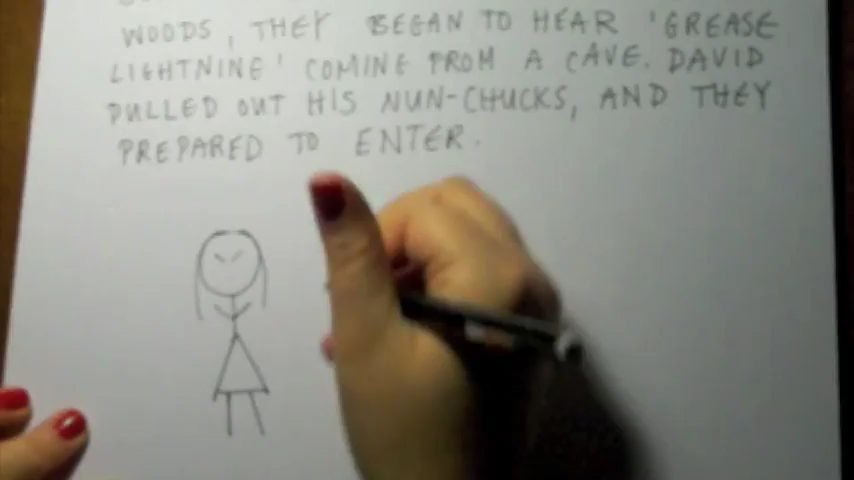 WOODS, THEY BEGAN TO HEAR 'GREASE
LIGHTNING' COMING FROM A CAVE. DAVID
PULLED OUT HIS NUN-CHUCKS, AND THEY
PREPARED TO ENTER.